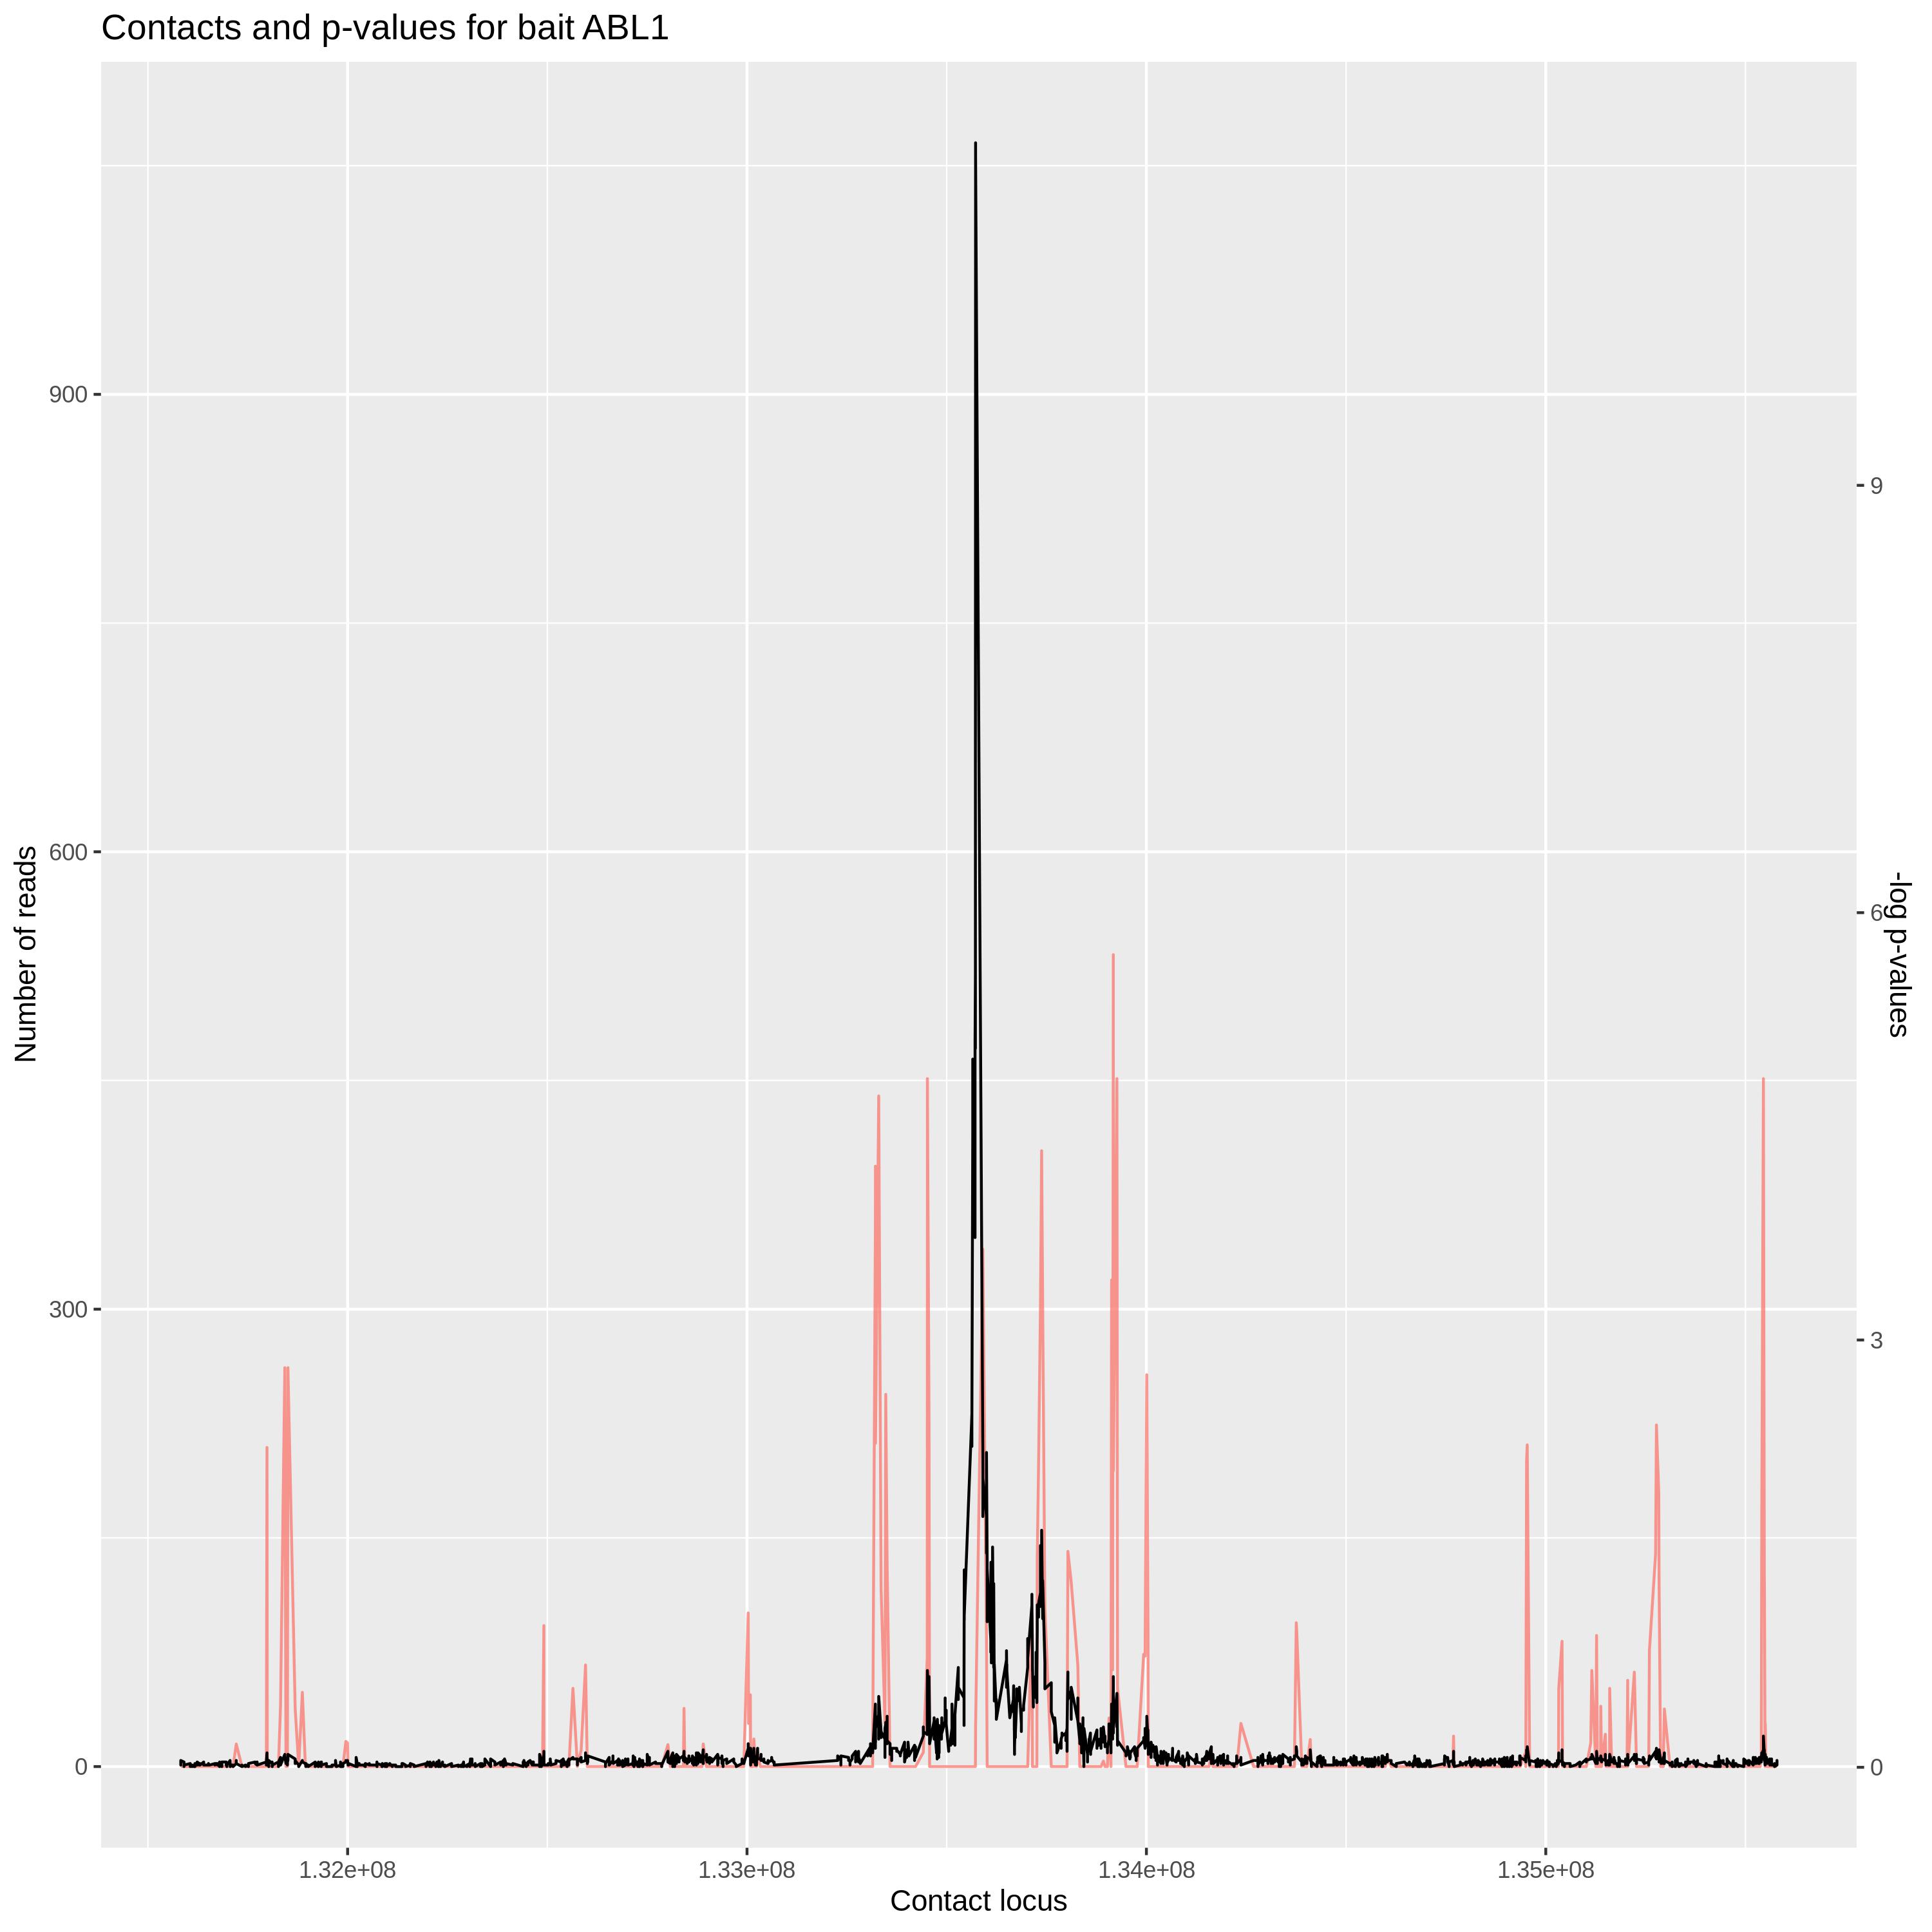 Contacts and p-values for bait ABL1
900
600
300
0
Number of reads
9
6
3
0
-log p-values
1.32e+08 1.33e+08 1.34e+08 1.35e+08
Contact locus